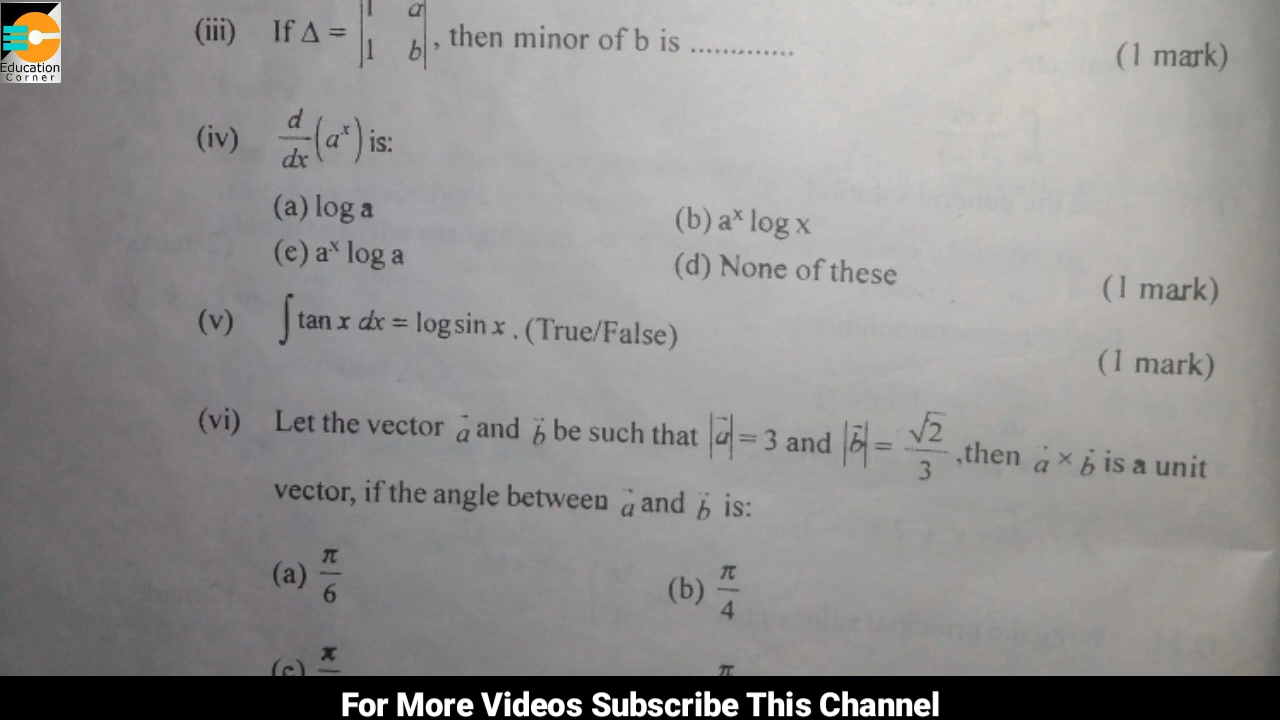 Education
Corner
(iii) If Δ = |1 a|
|1 b|, then minor of b is .............
(1 mark)
(iv) d/dx (aˣ) is:
(a) log a
(b) aˣ log x
(c) aˣ log a
(d) None of these
(1 mark)
(v) ∫ tan x dx = log sin x . (True/False)
(1 mark)
(vi) Let the vector a⃗ and b⃗ be such that |a⃗| = 3 and |b⃗| = √2/3 ,then a⃗ × b⃗ is a unit
vector, if the angle between a⃗ and b⃗ is:
(a) π/6
(b) π/4
(c) π
π
For More Videos Subscribe This Channel